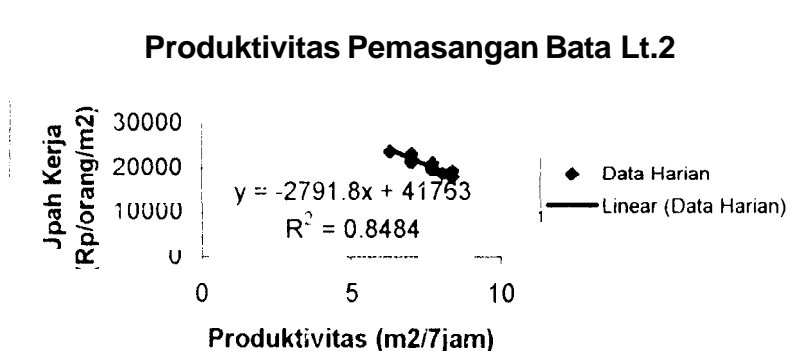 Produktivitas Pemasangan Bata Lt.2
Jpah Kerja
(Rp/orang/m2)
30000
20000
10000
0
y = -2791.8x + 41763
R² = 0.8484
0 5 10
Produktivitas (m2/7jam)
Data Harian
Linear (Data Harian)